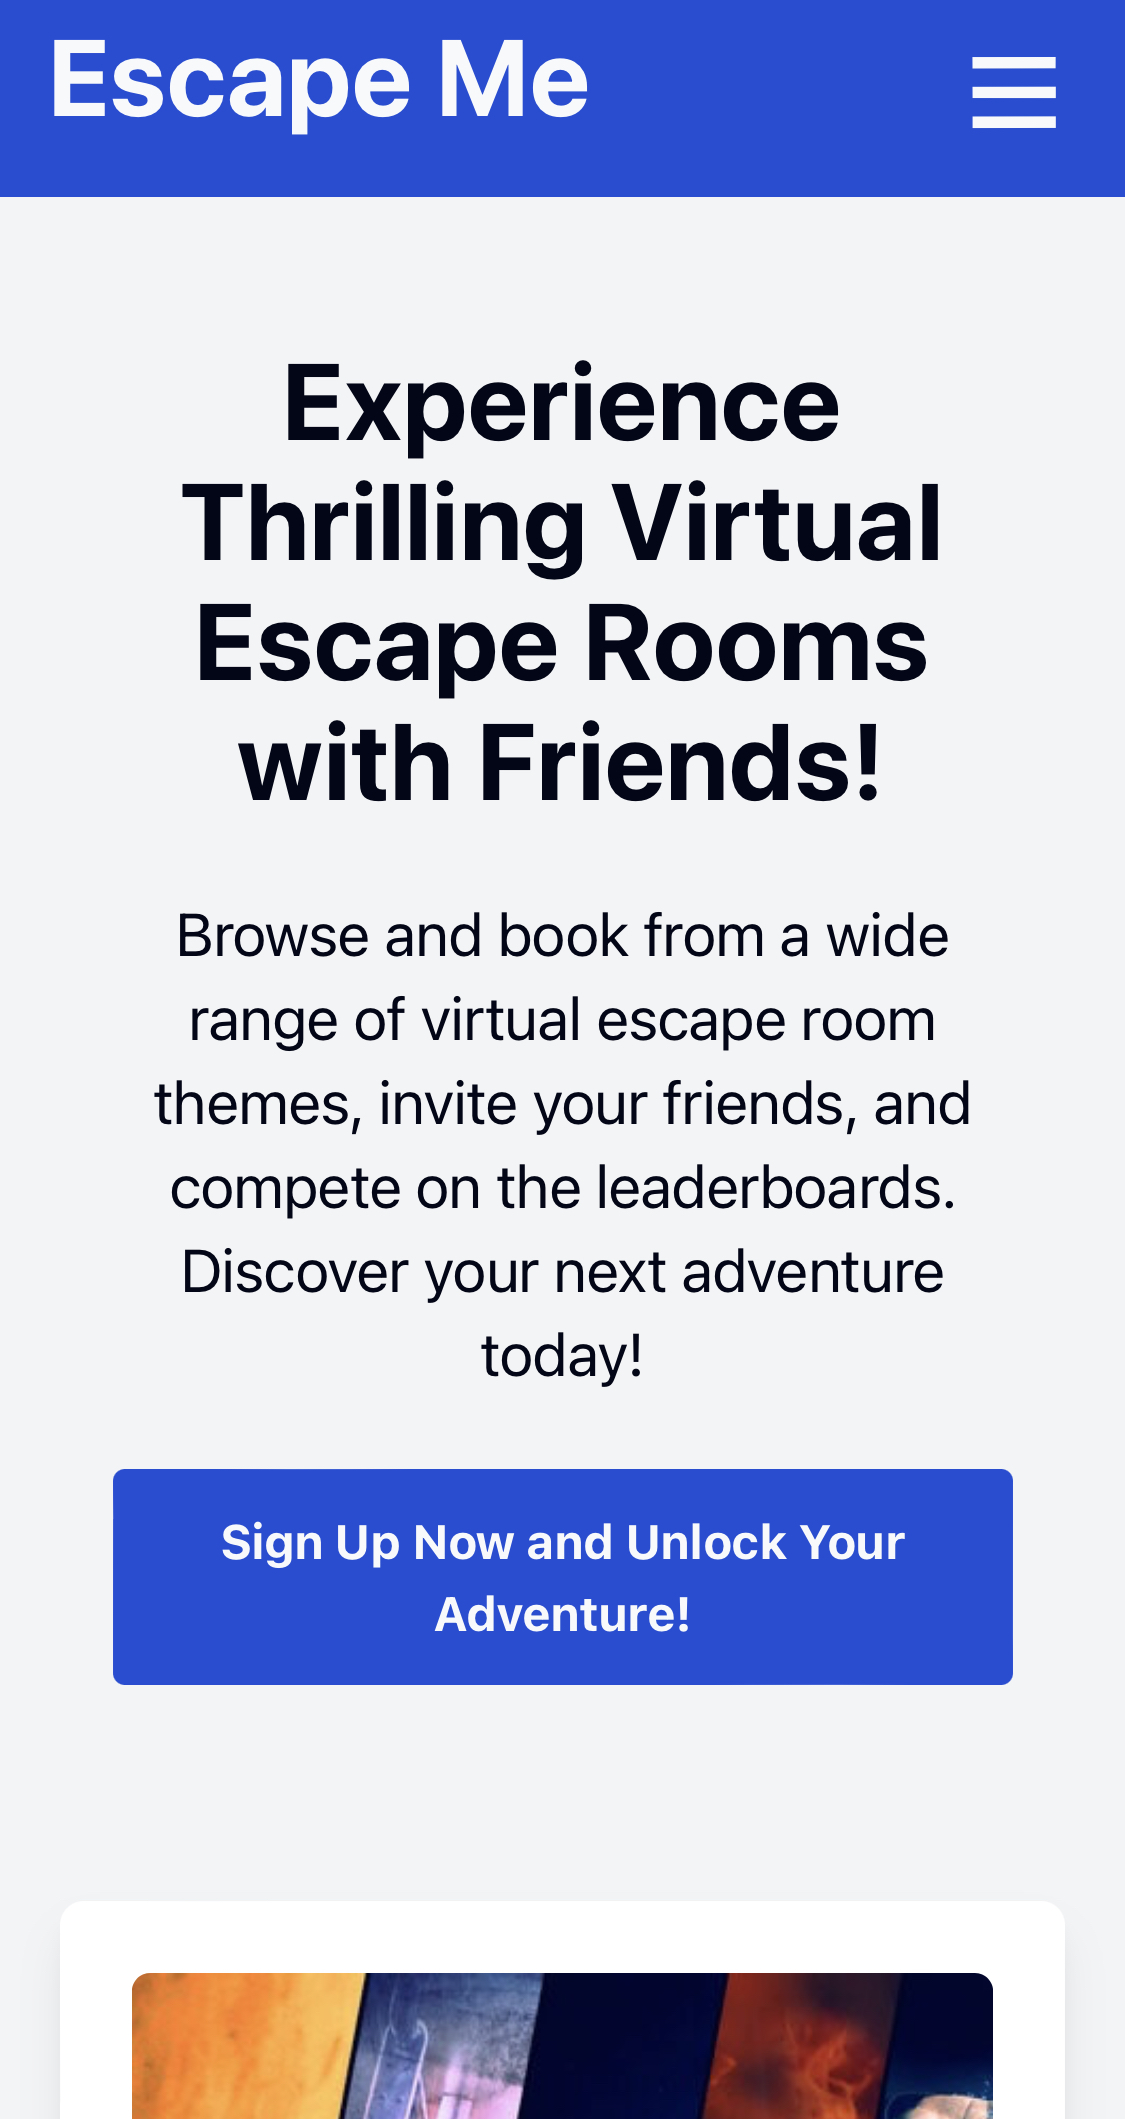 Escape Me
Experience
Thrilling Virtual
Escape Rooms
with Friends!
Browse and book from a wide
range of virtual escape room
themes, invite your friends, and
compete on the leaderboards.
Discover your next adventure
today!
Sign Up Now and Unlock Your
Adventure!